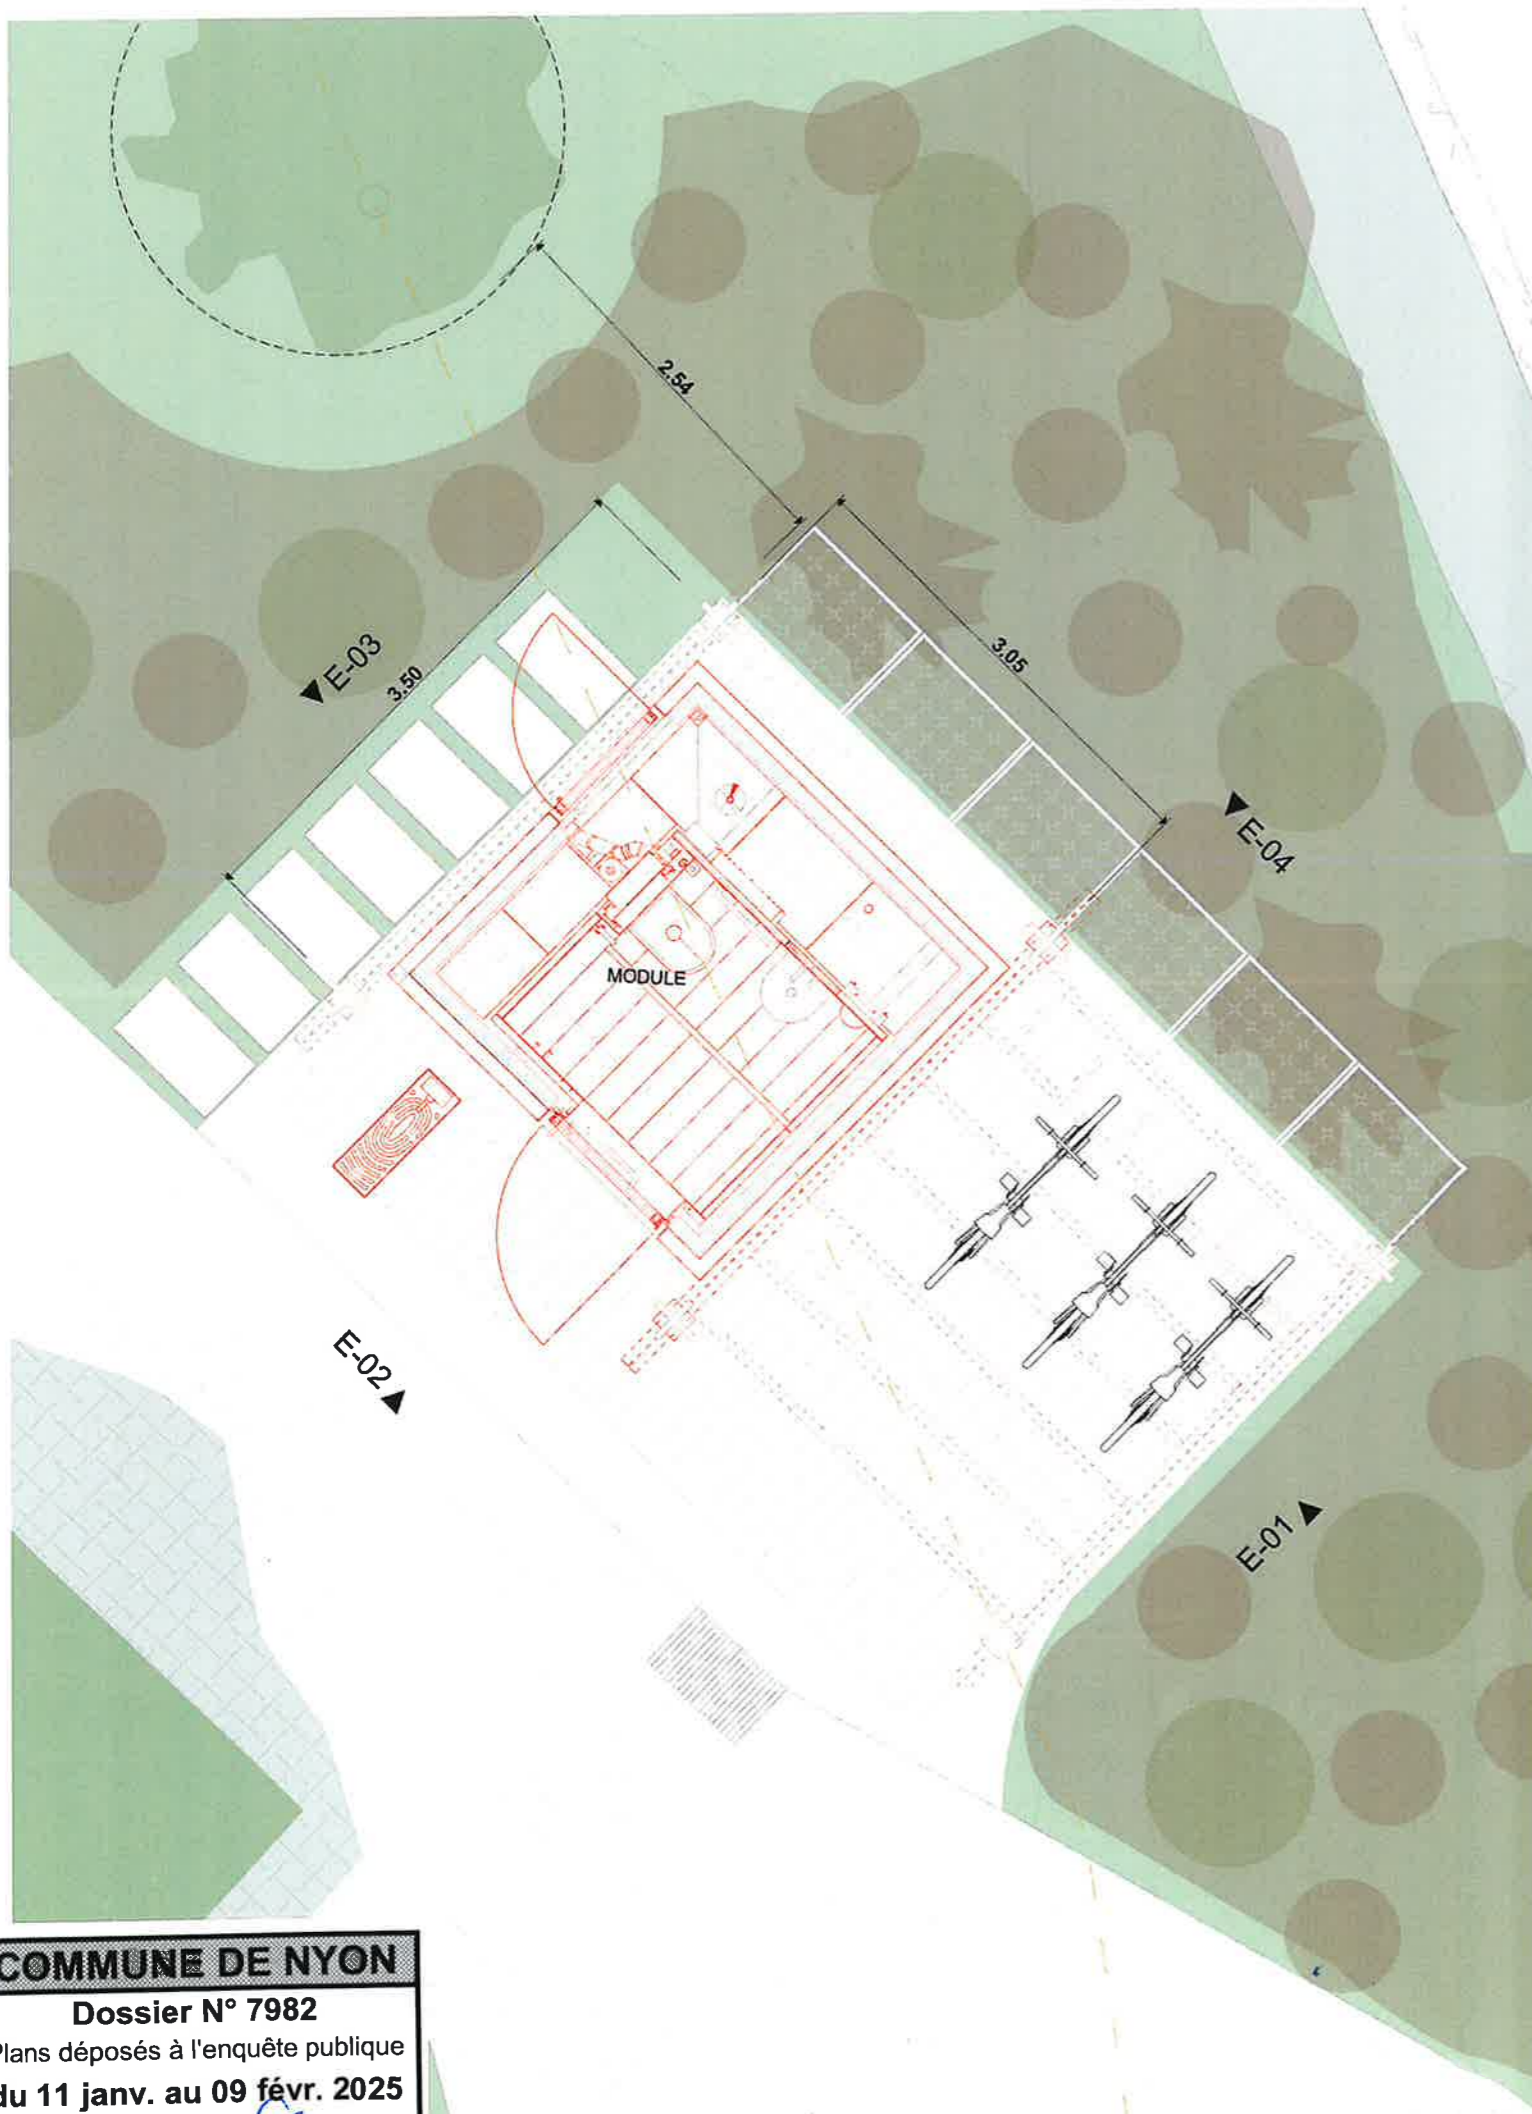 2.54
E-03
3.50
3.05
E-04
MODULE
E-02
E-01
COMMUNE DE NYON
Dossier N° 7982
Plans déposés à l'enquête publique
du 11 janv. au 09 févr. 2025